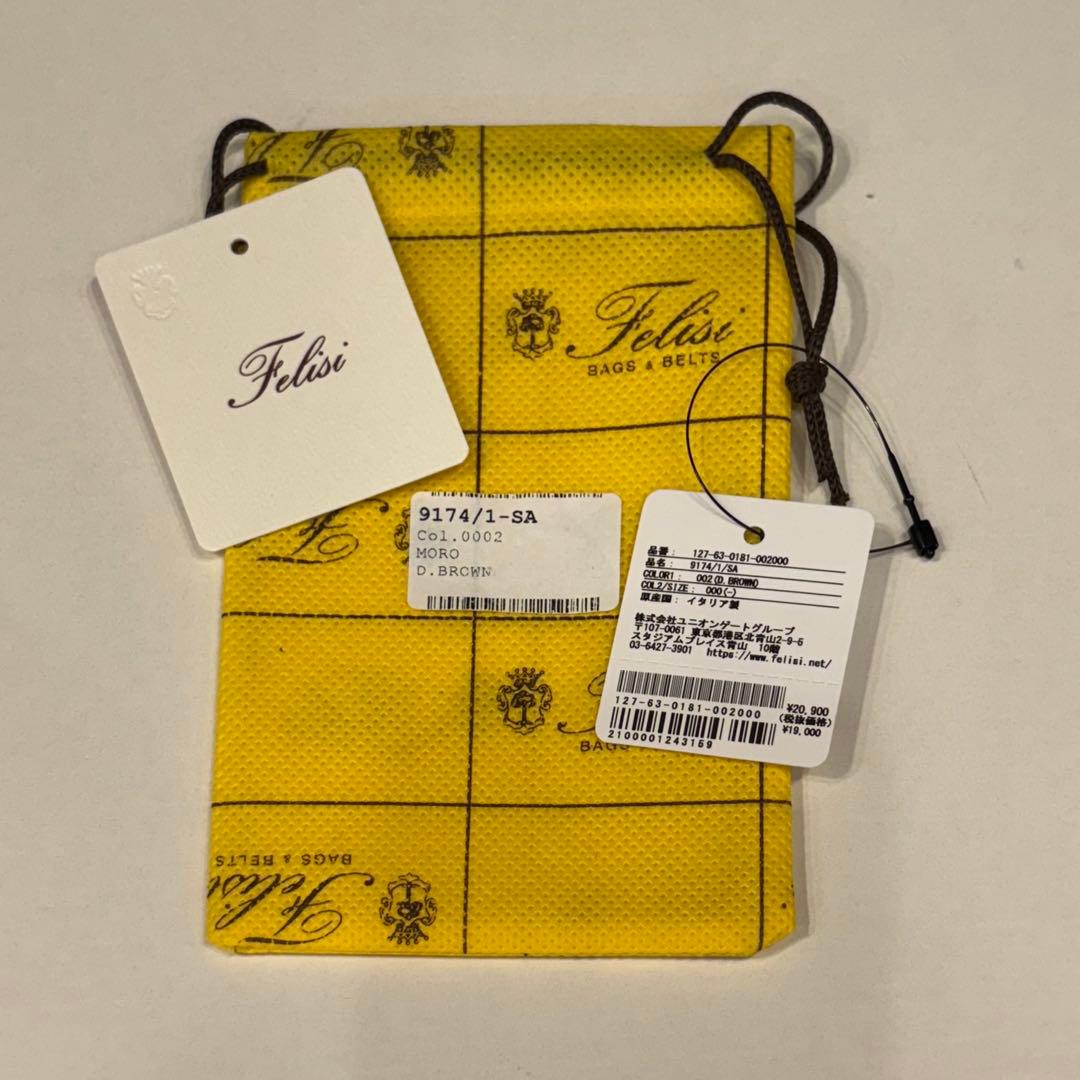 Felisi
Felisi
BAGS & BELTS
9174/1-SA
Col.0002
MORO
D.BROWN
品番: 127-63-0181-002000
品名: 9174/1/SA
COLOR1: 002(D.BROWN)
COL2/SIZE: 000(-)
原産国: イタリア製
株式会社ユニオンゲートグループ
〒107-0061 東京都港区北青山2-9-5
スタジアムプレイス青山 10階
03-6427-3901 https://www.felisi.net/
127-63-0181-002000
¥20,900
(税抜価格)
¥19,000
2100001243159
BAGS
BAGS & BELTS
Felisi